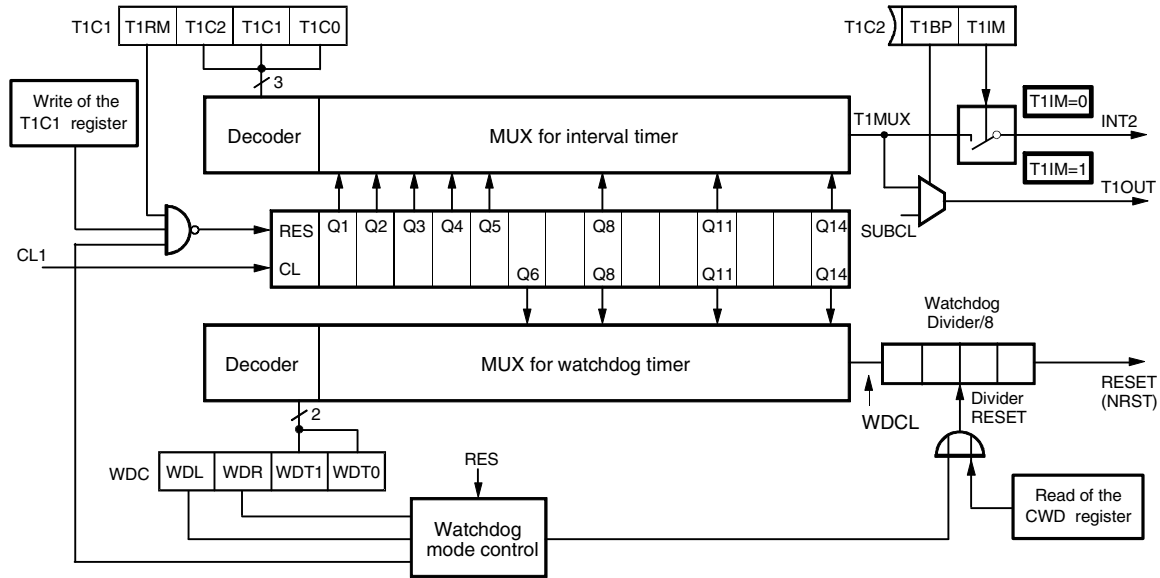 T1C1 T1RM T1C2 T1C1 T1C0
T1C2 T1BP T1IM
3
Write of the
T1C1 register
Decoder MUX for interval timer
T1MUX
T1IM=0
INT2
T1IM=1
T1OUT
SUBCL
RES Q1 Q2 Q3 Q4 Q5 Q8 Q11 Q14
CL1
CL Q6 Q8 Q11 Q14
Watchdog
Divider/8
Decoder MUX for watchdog timer
RESET
(NRST)
2
WDCL
Divider
RESET
WDC WDL WDR WDT1 WDT0
RES
Watchdog
mode control
Read of the
CWD register